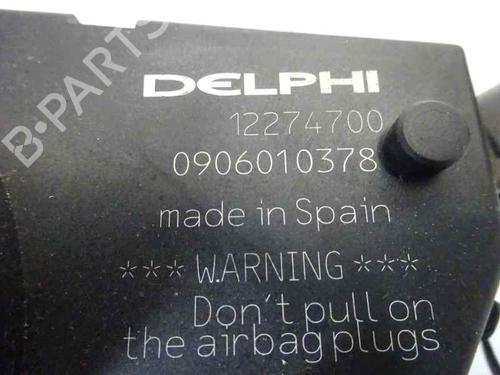 B-PARTS
DELPHI
12274700
0906010378
made in Spain
*** WARNING ***
Don't pull on
the airbag plugs